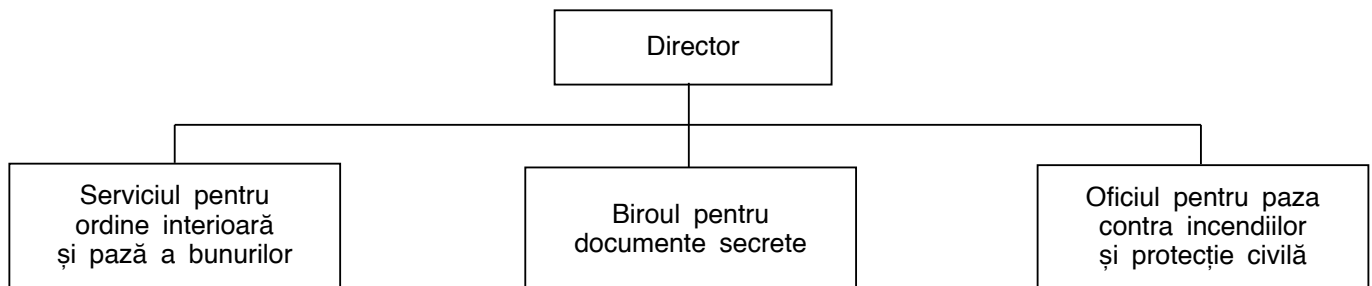 Director
Serviciul pentru
ordine interioară
și pază a bunurilor
Biroul pentru
documente secrete
Oficiul pentru paza
contra incendiilor
și protecție civilă